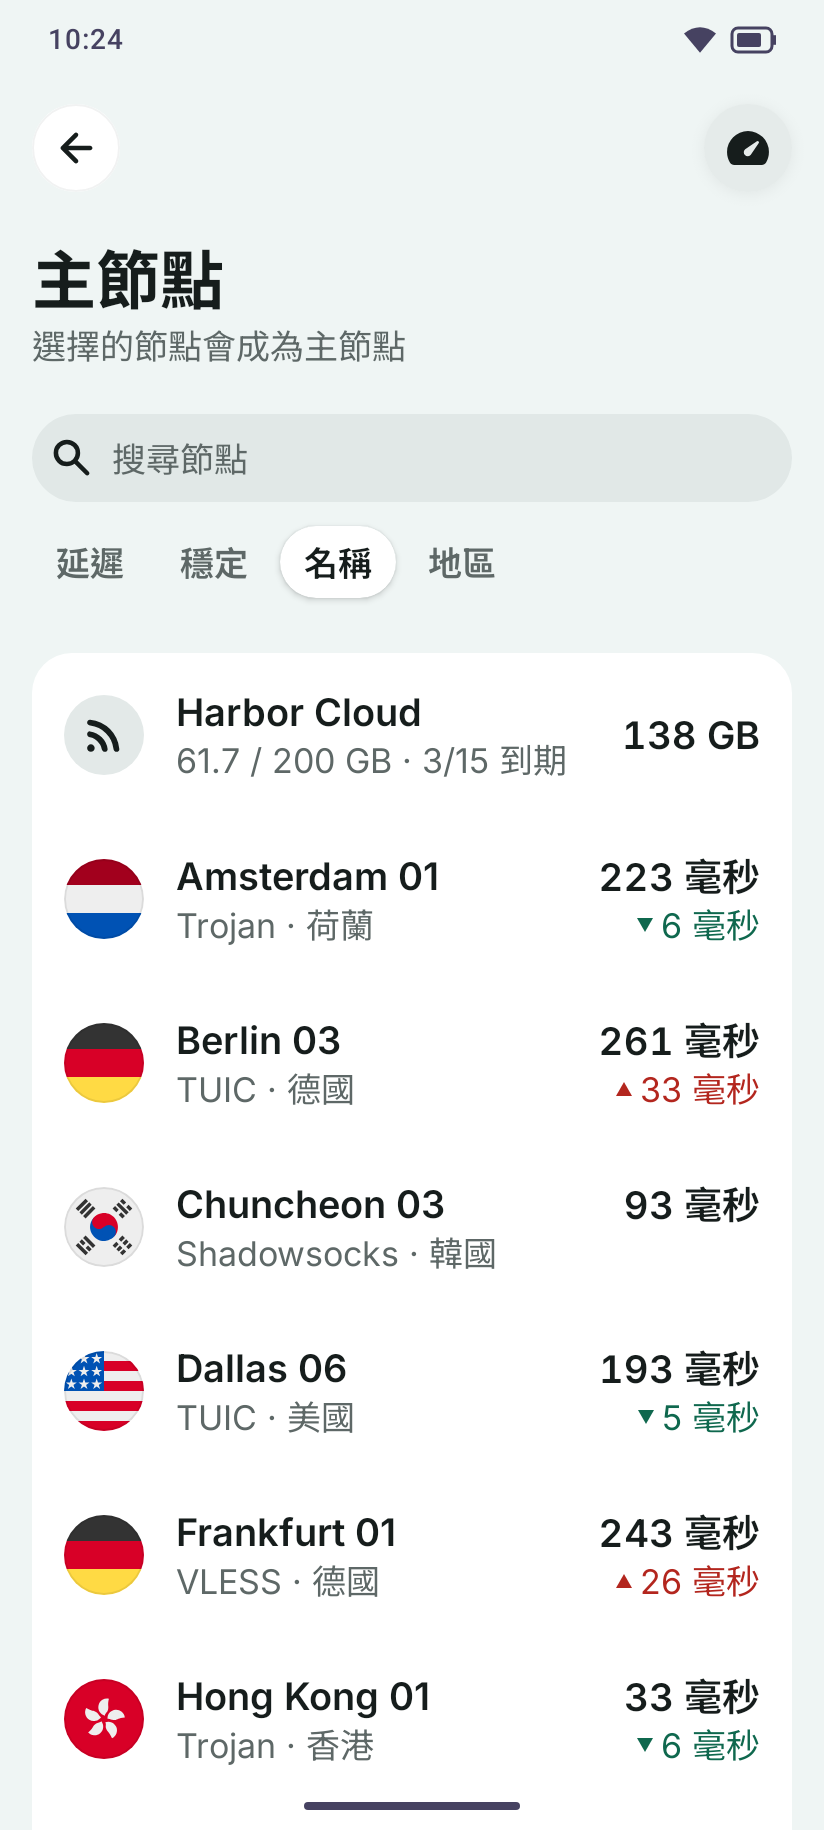 10:24
主節點
選擇的節點會成為主節點
搜尋節點
延遲 穩定 名稱 地區
Harbor Cloud
61.7 / 200 GB · 3/15 到期
138 GB
Amsterdam 01
Trojan · 荷蘭
223 毫秒
▼6 毫秒
Berlin 03
TUIC · 德國
261 毫秒
▲33 毫秒
Chuncheon 03
Shadowsocks · 韓國
93 毫秒
Dallas 06
TUIC · 美國
193 毫秒
▼5 毫秒
Frankfurt 01
VLESS · 德國
243 毫秒
▲26 毫秒
Hong Kong 01
Trojan · 香港
33 毫秒
▼6 毫秒